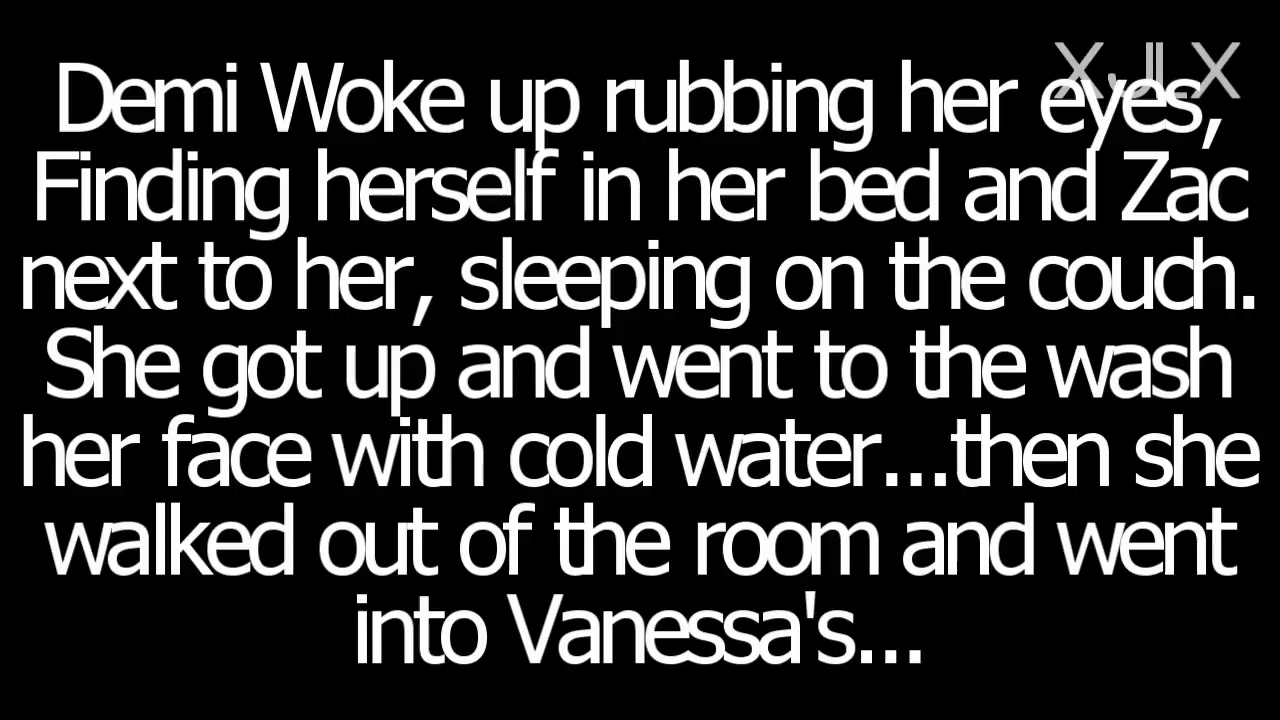 XJLX
Demi Woke up rubbing her eyes,
Finding herself in her bed and Zac
next to her, sleeping on the couch.
She got up and went to the wash
her face with cold water...then she
walked out of the room and went
into Vanessa's...